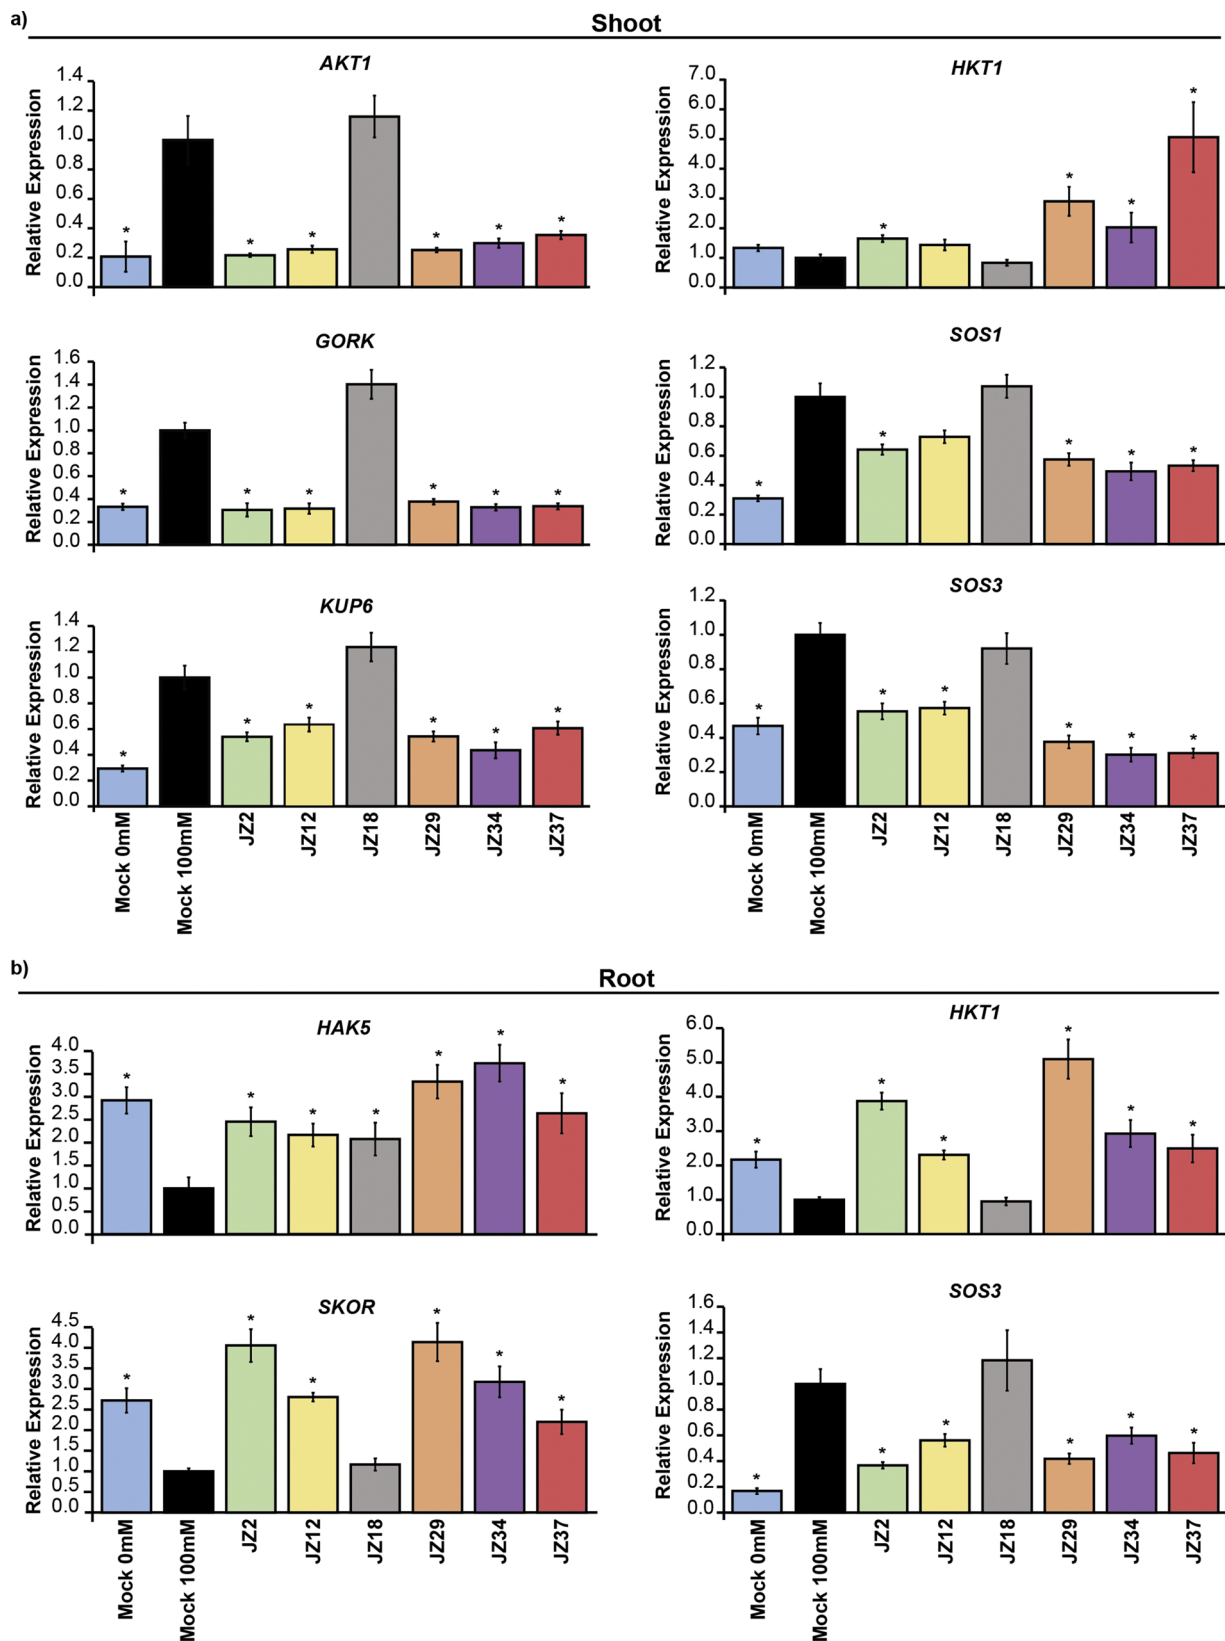 a)
Shoot
AKT1
Relative Expression
1.4
1.2
1.0
0.8
0.6
0.4
0.2
0.0
* * * * * *
HKT1
Relative Expression
7.0
6.0
5.0
4.0
3.0
2.0
1.0
0.0
* * * *
GORK
Relative Expression
1.6
1.4
1.2
1.0
0.8
0.6
0.4
0.2
0.0
* * * * * *
SOS1
Relative Expression
1.2
1.0
0.8
0.6
0.4
0.2
0.0
* * * * *
KUP6
Relative Expression
1.4
1.2
1.0
0.8
0.6
0.4
0.2
0.0
* * * * * *
Mock 0mM
Mock 100mM
JZ2
JZ12
JZ18
JZ29
JZ34
JZ37
SOS3
Relative Expression
1.2
1.0
0.8
0.6
0.4
0.2
0.0
* * * * * *
Mock 0mM
Mock 100mM
JZ2
JZ12
JZ18
JZ29
JZ34
JZ37
b)
Root
HAK5
Relative Expression
4.0
3.5
3.0
2.5
2.0
1.5
1.0
0.5
0.0
* * * * * * *
HKT1
Relative Expression
6.0
5.0
4.0
3.0
2.0
1.0
0.0
* * * * * *
SKOR
Relative Expression
4.5
4.0
3.5
3.0
2.5
2.0
1.5
1.0
0.5
0.0
* * * * * *
Mock 0mM
Mock 100mM
JZ2
JZ12
JZ18
JZ29
JZ34
JZ37
SOS3
Relative Expression
1.6
1.4
1.2
1.0
0.8
0.6
0.4
0.2
0.0
* * * * * *
Mock 0mM
Mock 100mM
JZ2
JZ12
JZ18
JZ29
JZ34
JZ37